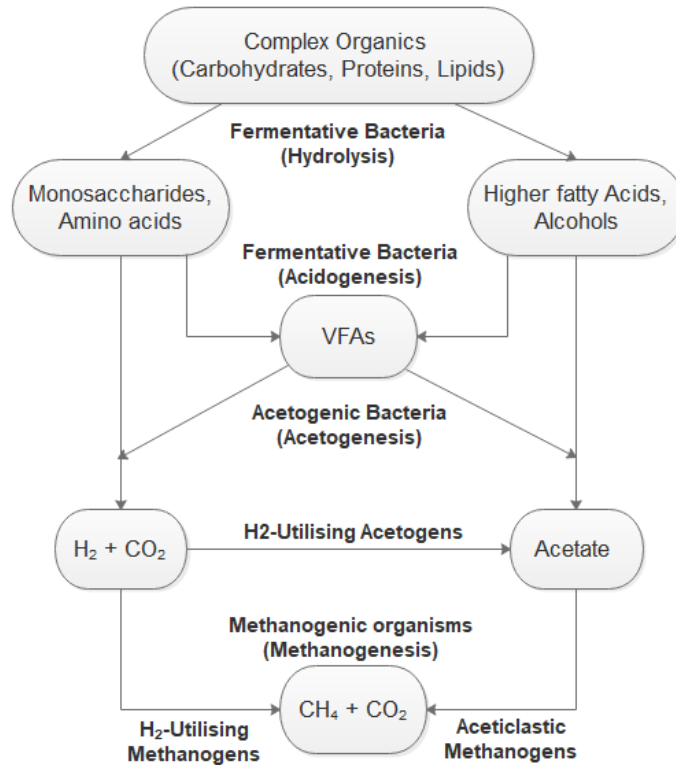 Complex Organics
(Carbohydrates, Proteins, Lipids)
Fermentative Bacteria
(Hydrolysis)
Monosaccharides,
Amino acids
Higher fatty Acids,
Alcohols
Fermentative Bacteria
(Acidogenesis)
VFAs
Acetogenic Bacteria
(Acetogenesis)
H₂ + CO₂
H2-Utilising Acetogens
Acetate
Methanogenic organisms
(Methanogenesis)
CH₄ + CO₂
H₂-Utilising
Methanogens
Aceticlastic
Methanogens